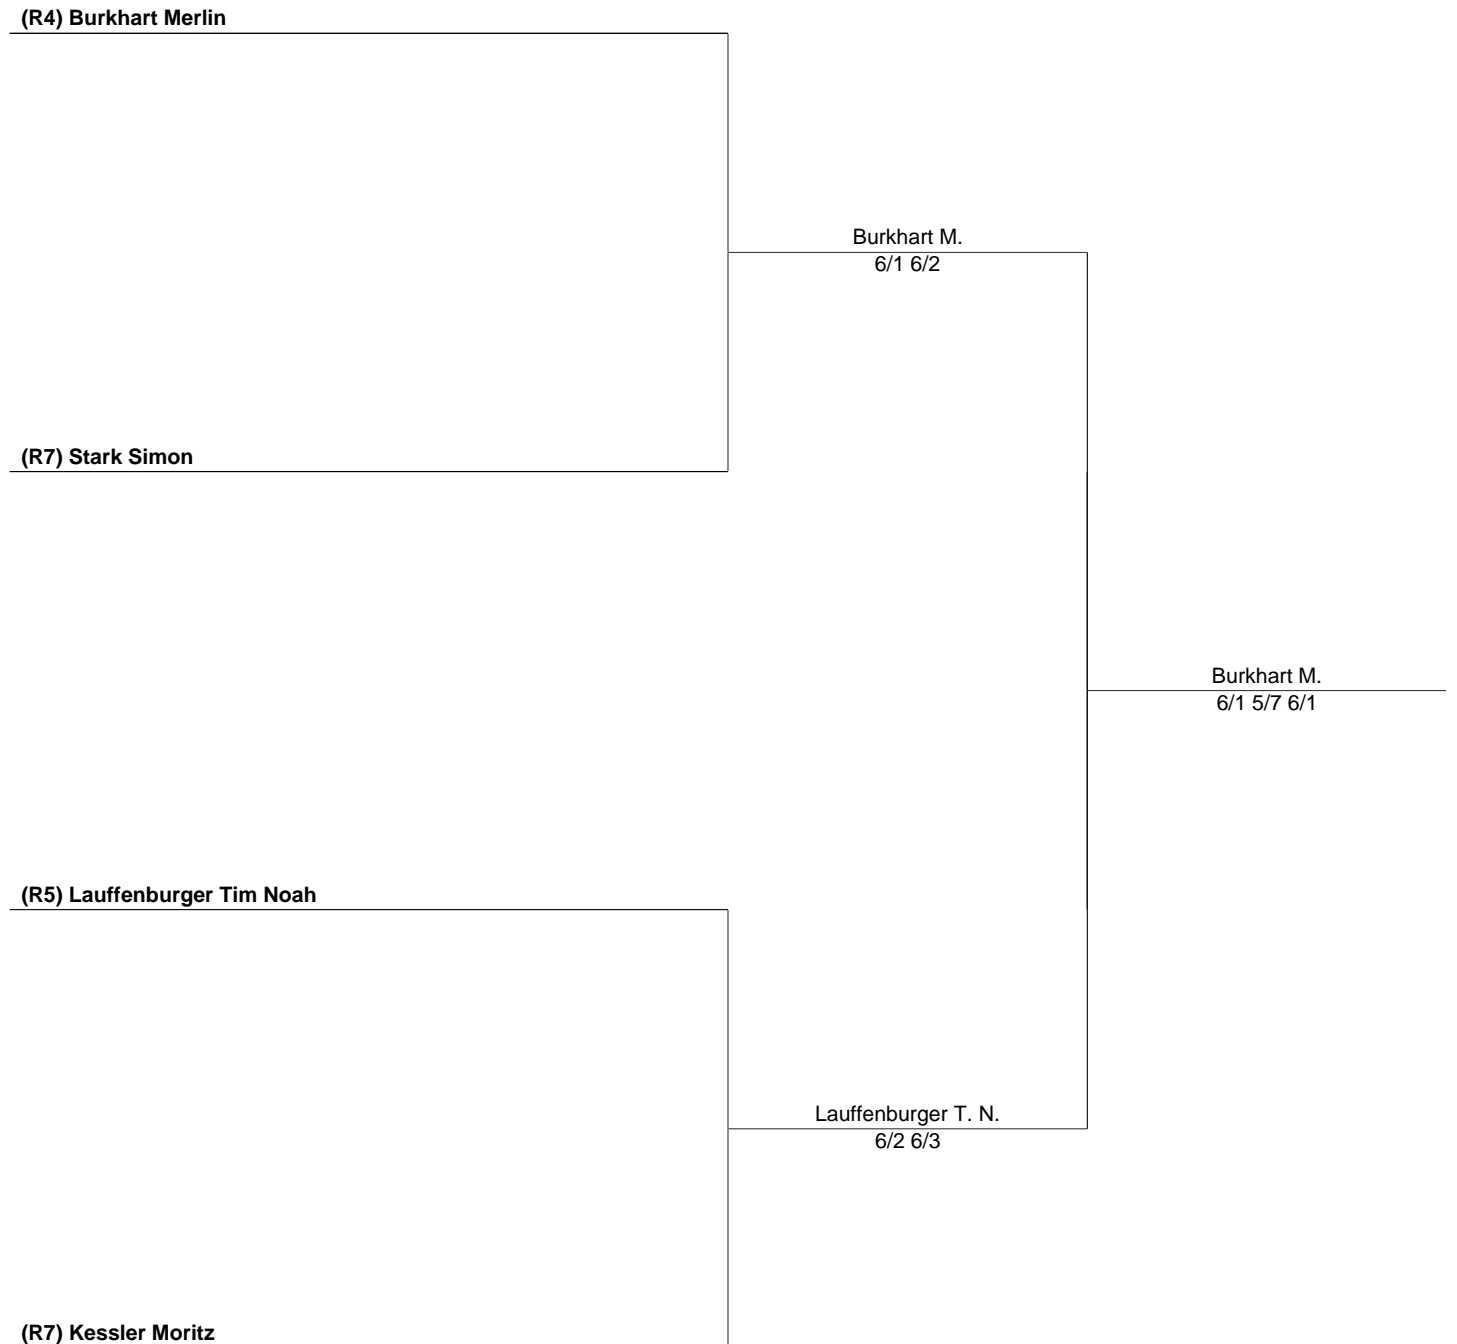 (R4) Burkhart Merlin
Burkhart M.
6/1 6/2
(R7) Stark Simon
Burkhart M.
6/1 5/7 6/1
(R5) Lauffenburger Tim Noah
Lauffenburger T. N.
6/2 6/3
(R7) Kessler Moritz